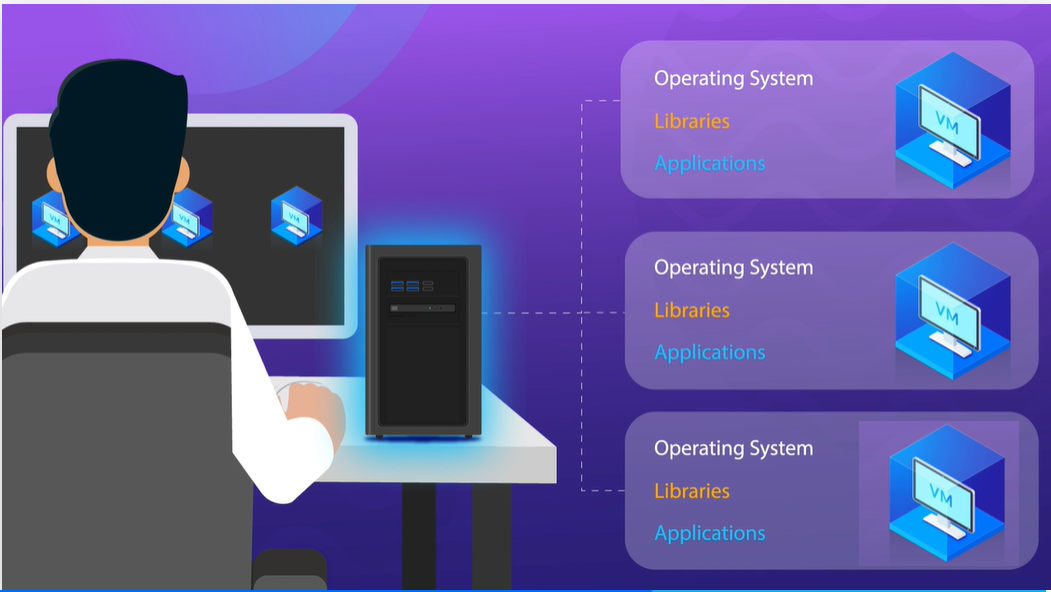 Operating System
Libraries
Applications
VM
Operating System
Libraries
Applications
VM
Operating System
Libraries
Applications
VM
VM
VM
VM